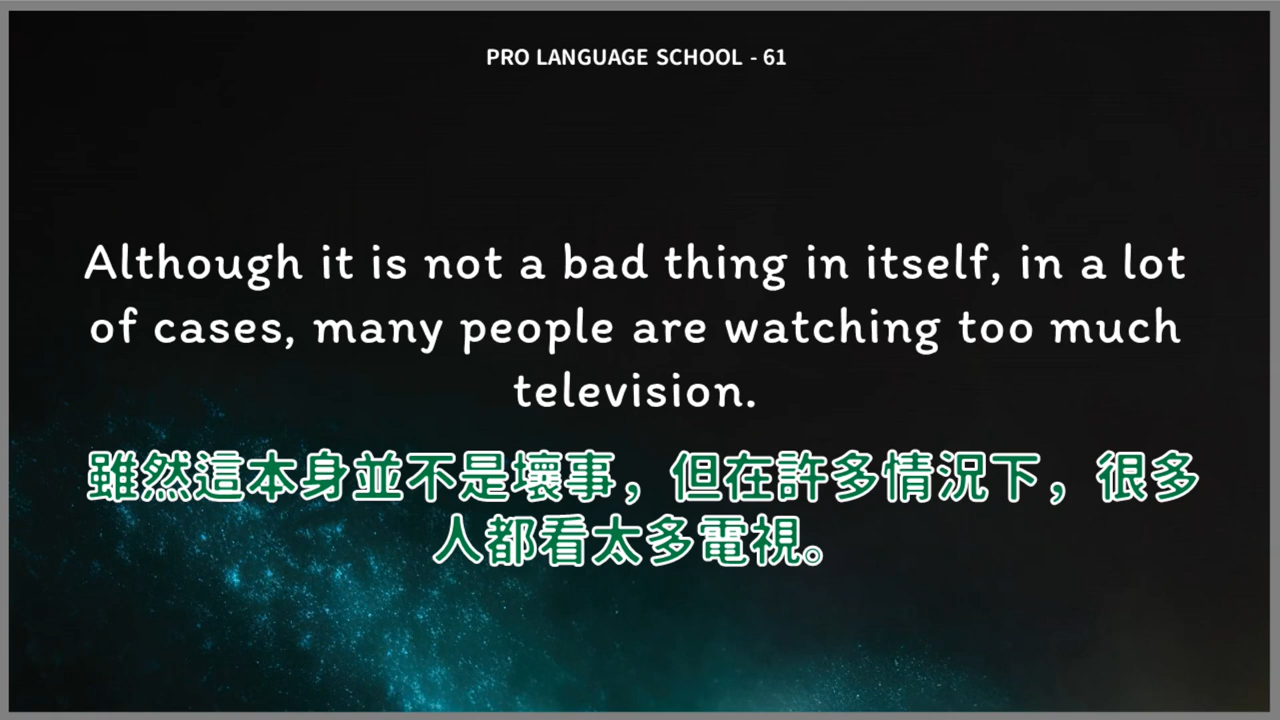 PRO LANGUAGE SCHOOL - 61
Although it is not a bad thing in itself, in a lot
of cases, many people are watching too much
television.
雖然這本身並不是壞事，但在許多情況下，很多
人都看太多電視。